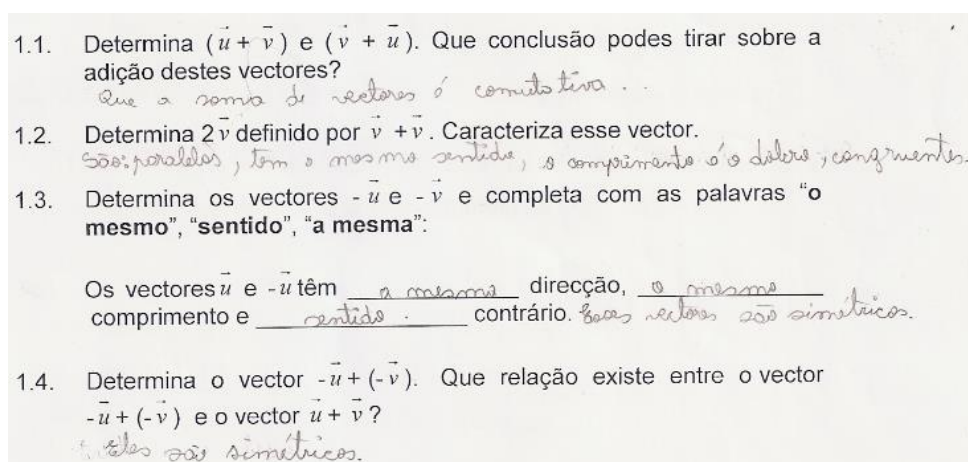 1.1. Determina (u + v) e (v + u). Que conclusão podes tirar sobre a
adição destes vectores?
Que a soma de vectores é comutativa.
1.2. Determina 2v definido por v + v. Caracteriza esse vector.
São: paralelos, tem o mesmo sentido, o comprimento é o dobro, congruentes.
1.3. Determina os vectores - u e - v e completa com as palavras “o
mesmo”, “sentido”, “a mesma”:
Os vectores u e -u têm a mesma direcção, o mesmo
comprimento e sentido. contrário. Esses vectores são simétricos.
1.4. Determina o vector -u + (-v). Que relação existe entre o vector
-u + (-v) e o vector u + v?
Eles são simétricos.